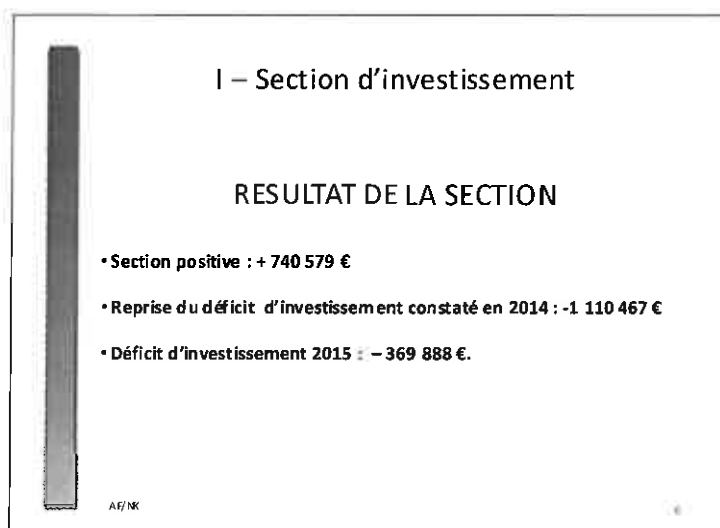 I – Section d'investissement
RESULTAT DE LA SECTION
• Section positive : + 740 579 €
• Reprise du déficit d'investissement constaté en 2014 : -1 110 467 €
• Déficit d'investissement 2015 : – 369 888 €.
AF/NK